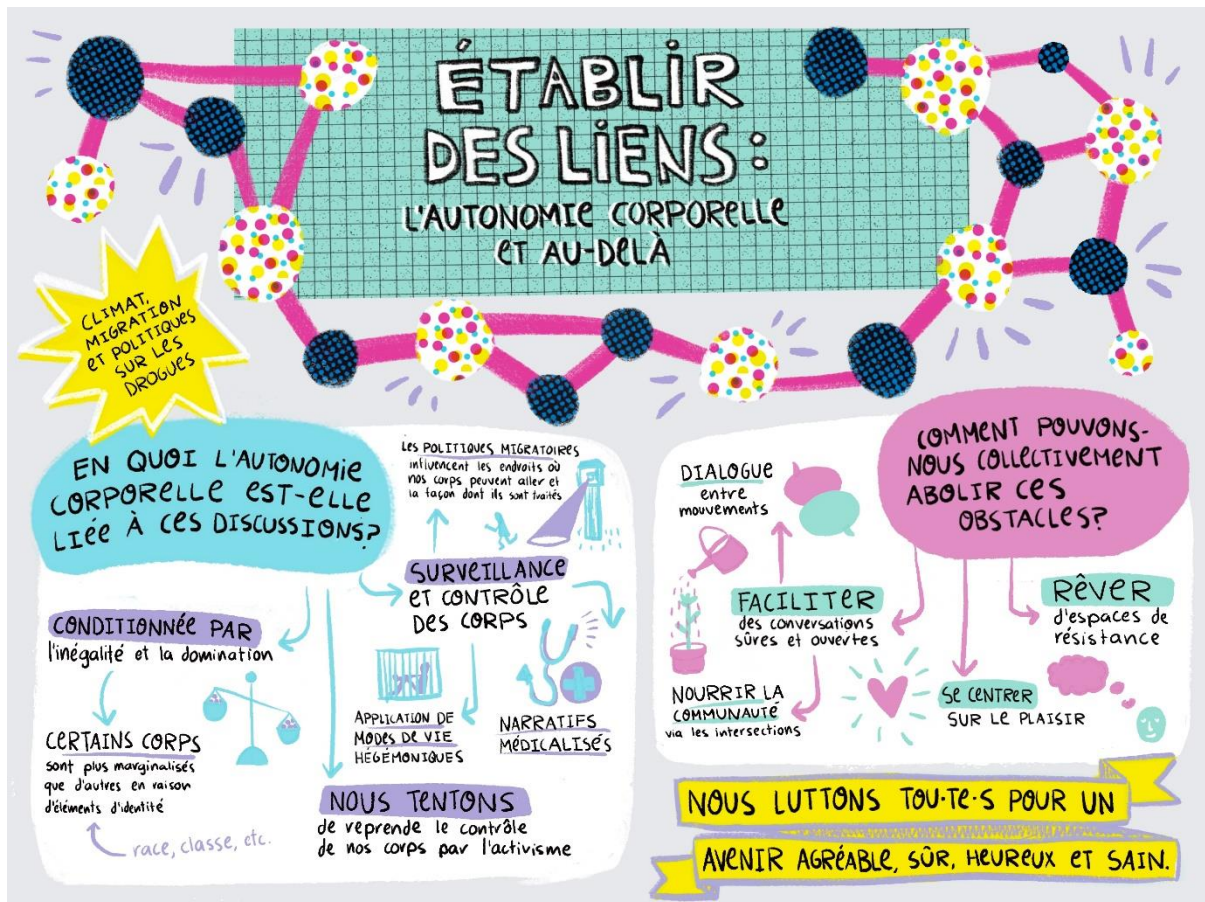 ÉTABLIR
DES LIENS :
L'AUTONOMIE CORPORELLE
ET AU-DELÀ
CLIMAT,
MIGRATION
ET POLITIQUES
SUR LES
DROGUES
EN QUOI L'AUTONOMIE
CORPORELLE EST-ELLE
LIÉE À CES DISCUSSIONS?
CONDITIONNÉE PAR
l'inégalité et la domination
CERTAINS CORPS
sont plus marginalisés
que d'autres en raison
d'éléments d'identité
race, classe, etc.
Les POLITIQUES MIGRATOIRES
influencent les endroits où
nos corps peuvent aller et
la façon dont ils sont traités
SURVEILLANCE
ET CONTRÔLE
DES CORPS
APPLICATION DE
MODES DE VIE
HÉGÉMONIQUES
NARRATIFS
MÉDICALISÉS
NOUS TENTONS
de reprende le contrôle
de nos corps par l'activisme
COMMENT POUVONS-
NOUS COLLECTIVEMENT
ABOLIR CES
OBSTACLES?
DIALOGUE
entre
mouvements
FACILITER
des conversations
sûres et ouvertes
NOURRIR LA
COMMUNAUTÉ
via les intersections
RÊVER
d'espaces de
résistance
SE CENTRER
SUR LE PLAISIR
NOUS LUTTONS TOU·TE·S POUR UN
AVENIR AGRÉABLE, SÛR, HEUREUX ET SAIN.